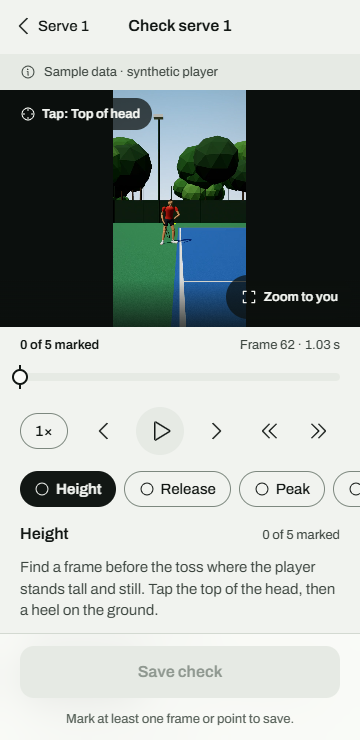 Serve 1
Check serve 1
Sample data · synthetic player
Tap: Top of head
Zoom to you
0 of 5 marked
Frame 62 · 1.03 s
1×
Height
Release
Peak
Height
0 of 5 marked
Find a frame before the toss where the player
stands tall and still. Tap the top of the head, then
a heel on the ground.
Save check
Mark at least one frame or point to save.